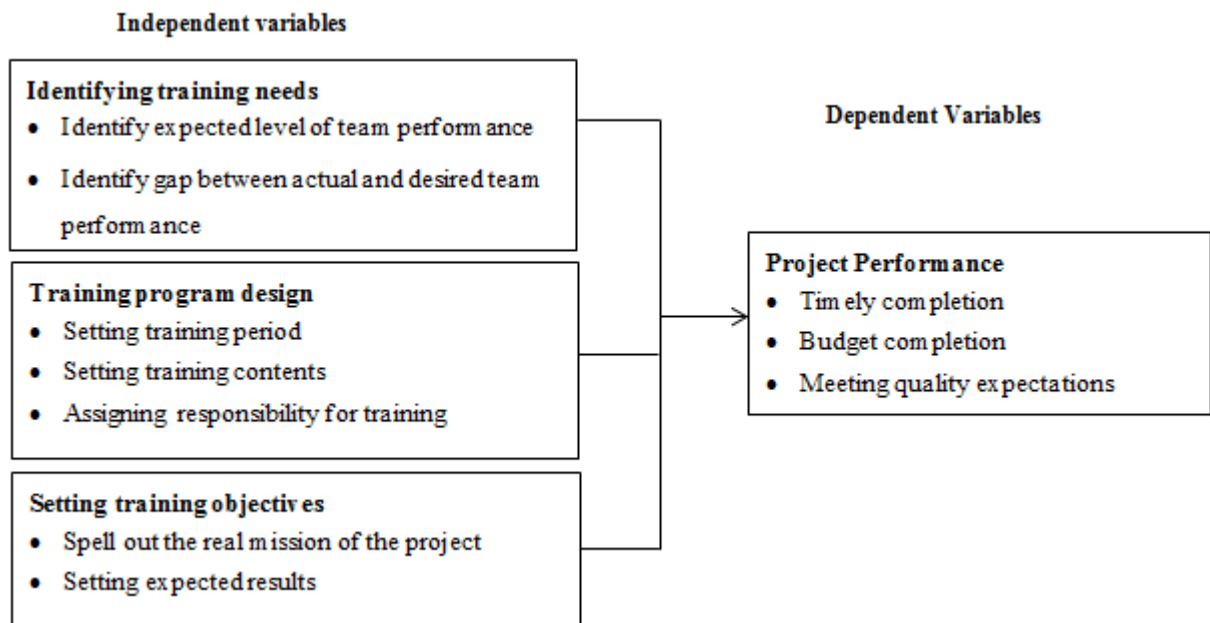 Independent variables
Identifying training needs
• Identify expected level of team performance
• Identify gap between actual and desired team
performance
Training program design
• Setting training period
• Setting training contents
• Assigning responsibility for training
Setting training objectives
• Spell out the real mission of the project
• Setting expected results
Dependent Variables
Project Performance
• Timely completion
• Budget completion
• Meeting quality expectations